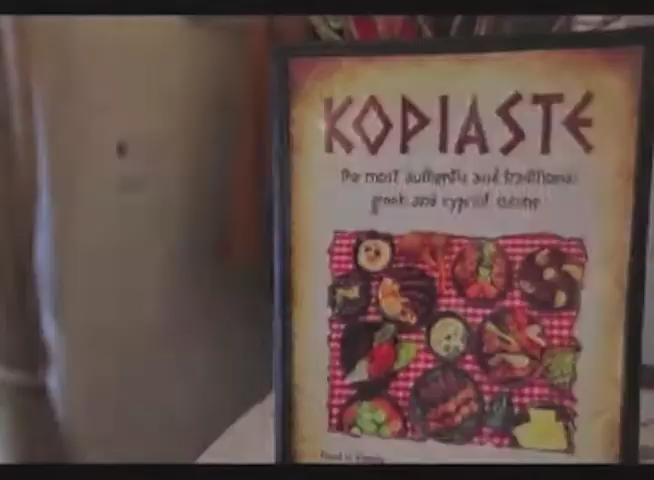 KOPIASTE
the most authentic and traditional
greek and cypriot cuisine